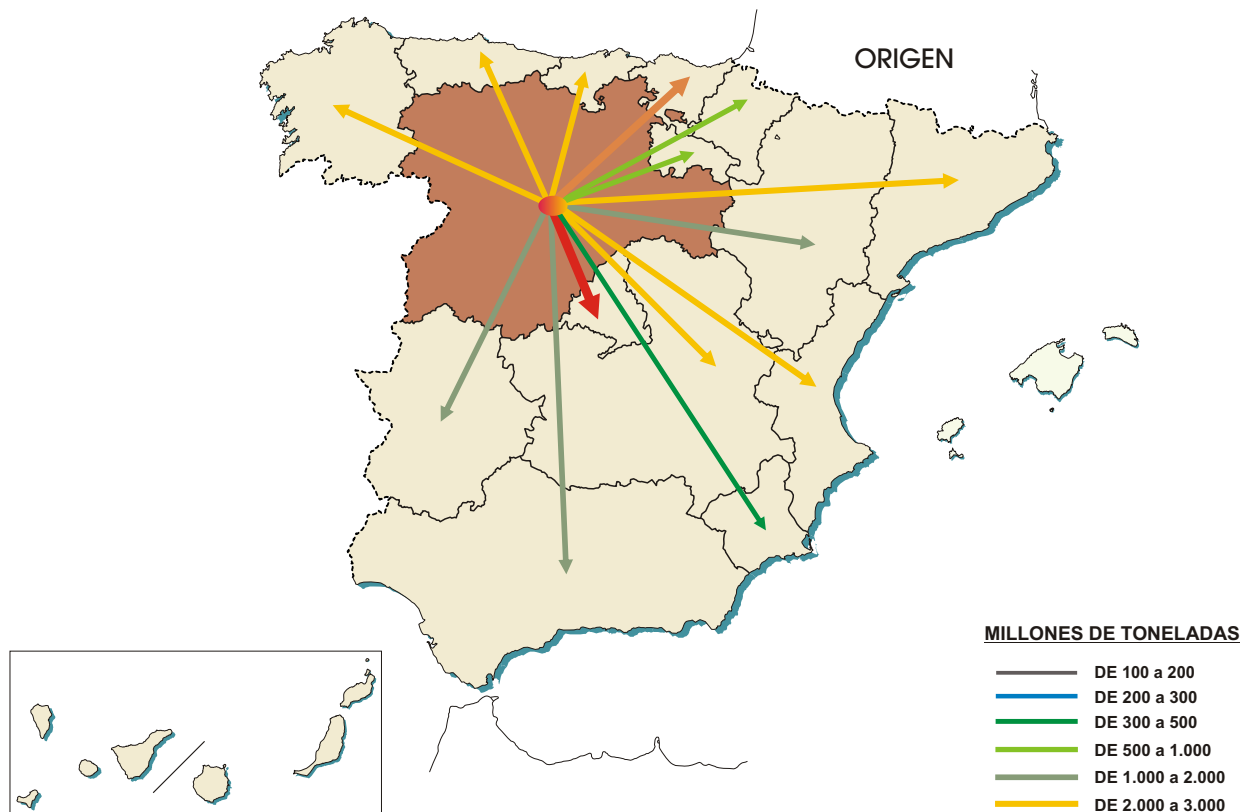 ORIGEN
MILLONES DE TONELADAS
DE 100 a 200
DE 200 a 300
DE 300 a 500
DE 500 a 1.000
DE 1.000 a 2.000
DE 2.000 a 3.000